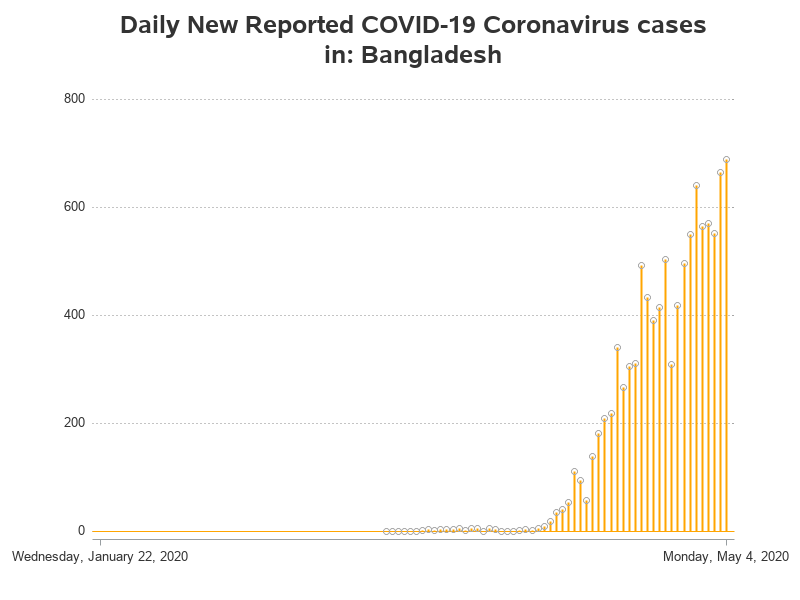 Daily New Reported COVID-19 Coronavirus cases
in: Bangladesh
800
600
400
200
0
Wednesday, January 22, 2020
Monday, May 4, 2020